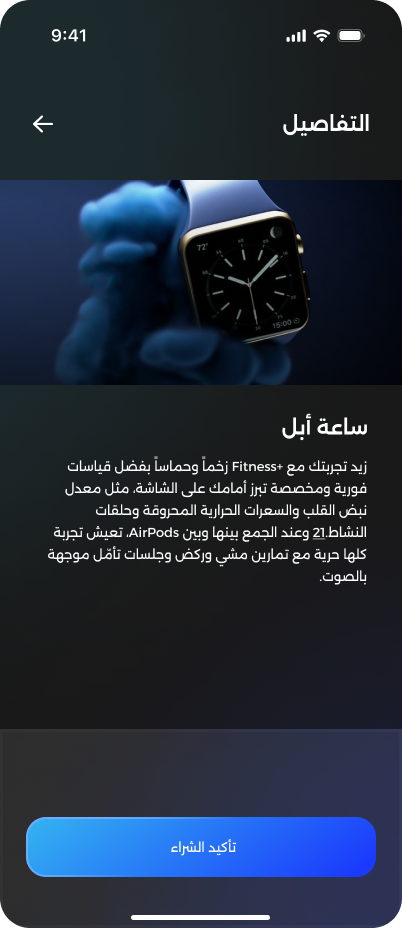 9:41
التفاصيل
72°
15:00
ساعة أبل
زيد تجربتك مع +Fitness زخماً وحماساً بفضل قياسات
فورية ومخصصة تبرز أمامك على الشاشة، مثل معدل
نبض القلب والسعرات الحرارية المحروقة وحلقات
النشاط.21 وعند الجمع بينها وبين AirPods، تعيش تجربة
كلها حرية مع تمارين مشي وركض وجلسات تأمّل موجهة
بالصوت.
تأكيد الشراء